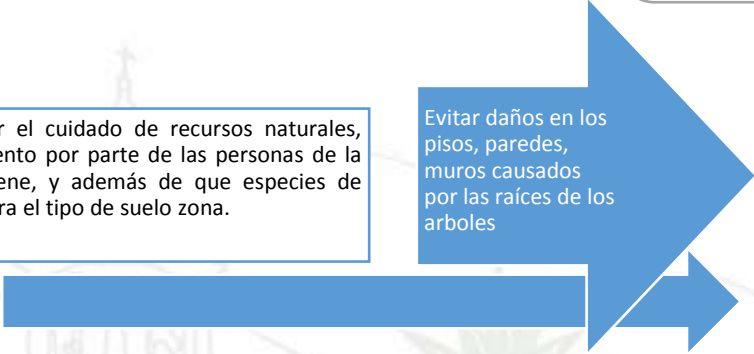 r el cuidado de recursos naturales,
ento por parte de las personas de la
ene, y además de que especies de
ra el tipo de suelo zona.
Evitar daños en los
pisos, paredes,
muros causados
por las raíces de los
arboles